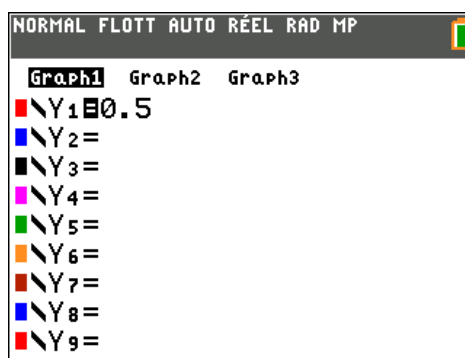 NORMAL FLOTT AUTO RÉEL RAD MP
Graph1 Graph2 Graph3
\Y1=0.5
\Y2=
\Y3=
\Y4=
\Y5=
\Y6=
\Y7=
\Y8=
\Y9=